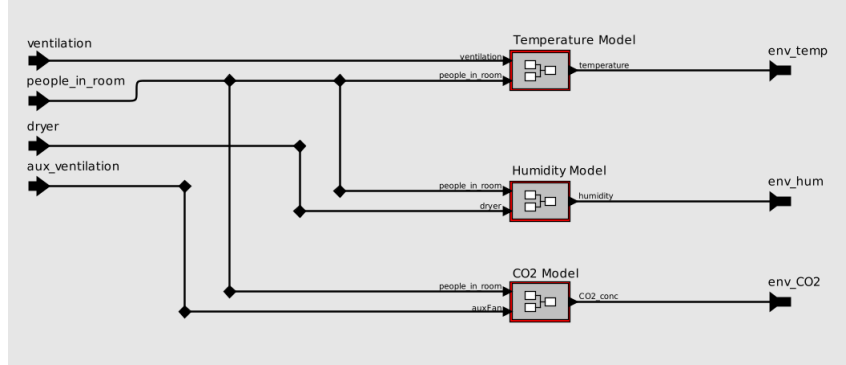 ventilation
people_in_room
dryer
aux_ventilation
Temperature Model
ventilation
people_in_room
temperature
env_temp
Humidity Model
people_in_room
dryer
humidity
env_hum
CO2 Model
people_in_room
auxFan
CO2_conc
env_CO2